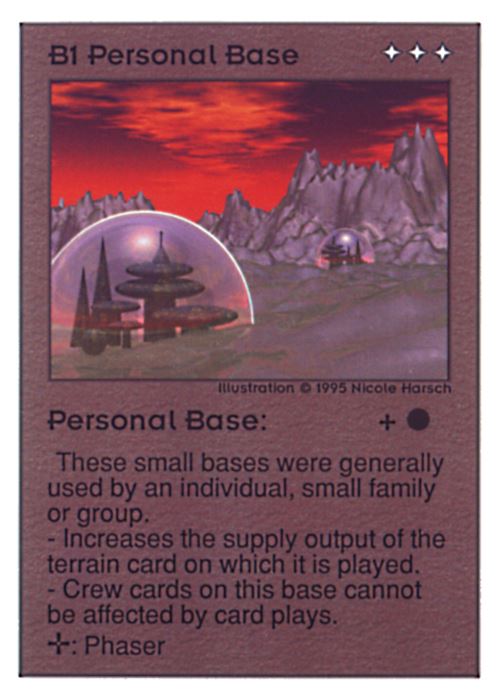 B1 Personal Base
Illustration © 1995 Nicole Harsch
Personal Base: +
These small bases were generally
used by an individual, small family
or group.
- Increases the supply output of the
terrain card on which it is played.
- Crew cards on this base cannot
be affected by card plays.
: Phaser